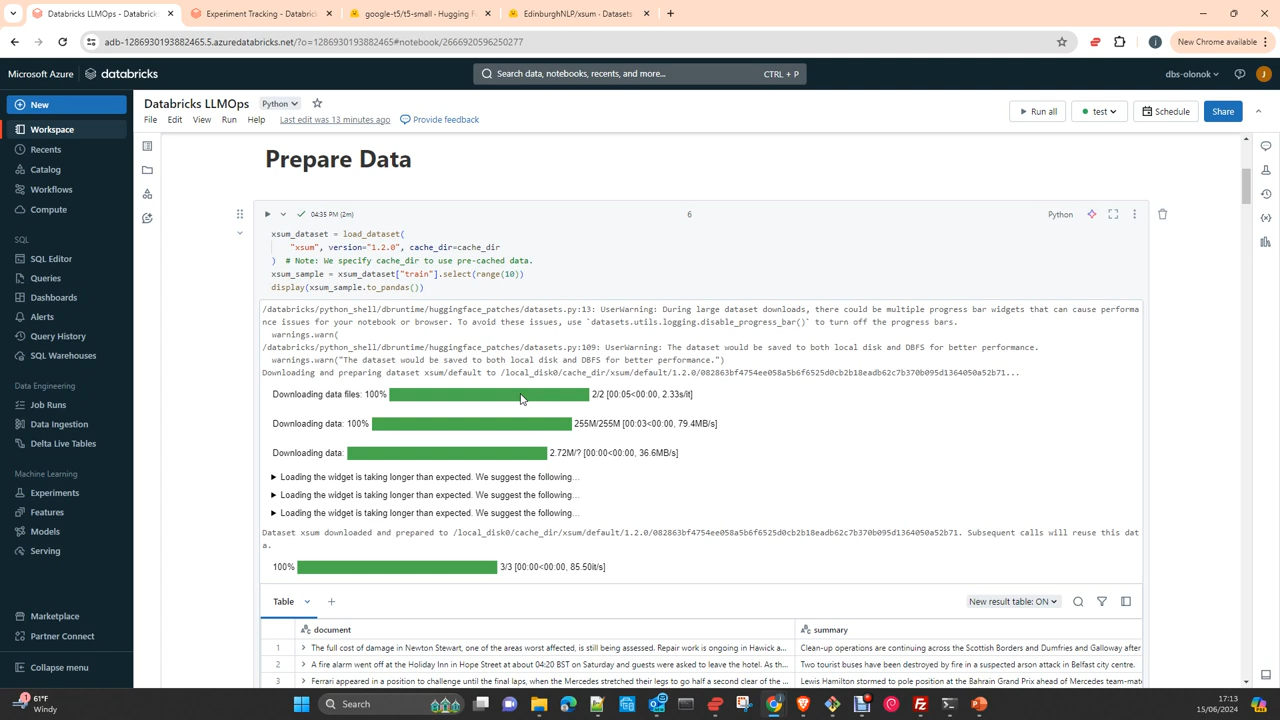 Databricks LLMOps - Databricks
Experiment Tracking - Databric
google-t5/t5-small · Hugging F
EdinburghNLP/xsum · Datasets
adb-1286930193882465.5.azuredatabricks.net/?o=1286930193882465#notebook/2666920596250277
New Chrome available
Microsoft Azure
databricks
Search data, notebooks, recents, and more...
CTRL + P
dbs-olonok
J
New
Workspace
Recents
Catalog
Workflows
Compute
SQL
SQL Editor
Queries
Dashboards
Alerts
Query History
SQL Warehouses
Data Engineering
Job Runs
Data Ingestion
Delta Live Tables
Machine Learning
Experiments
Features
Models
Serving
Marketplace
Partner Connect
Collapse menu
Databricks LLMOps
Python
File Edit View Run Help Last edit was 13 minutes ago Provide feedback
Run all
test
Schedule
Share
Prepare Data
04:35 PM (2m)
6
Python
xsum_dataset = load_dataset(
"xsum", version="1.2.0", cache_dir=cache_dir
) # Note: We specify cache_dir to use pre-cached data.
xsum_sample = xsum_dataset["train"].select(range(10))
display(xsum_sample.to_pandas())
/databricks/python_shell/dbruntime/huggingface_patches/datasets.py:13: UserWarning: During large dataset downloads, there could be multiple progress bar widgets that can cause performa
nce issues for your notebook or browser. To avoid these issues, use `datasets.utils.logging.disable_progress_bar()` to turn off the progress bars.
warnings.warn(
/databricks/python_shell/dbruntime/huggingface_patches/datasets.py:109: UserWarning: The dataset would be saved to both local disk and DBFS for better performance.
warnings.warn("The dataset would be saved to both local disk and DBFS for better performance.")
Downloading and preparing dataset xsum/default to /local_disk0/cache_dir/xsum/default/1.2.0/082863bf4754ee058a5b6f6525d0cb2b18eadb62c7b370b095d1364050a52b71...
Downloading data files: 100% 2/2 [00:05<00:00, 2.33s/it]
Downloading data: 100% 255M/255M [00:03<00:00, 79.4MB/s]
Downloading data: 2.72M/? [00:00<00:00, 36.6MB/s]
Loading the widget is taking longer than expected. We suggest the following...
Loading the widget is taking longer than expected. We suggest the following...
Loading the widget is taking longer than expected. We suggest the following...
Dataset xsum downloaded and prepared to /local_disk0/cache_dir/xsum/default/1.2.0/082863bf4754ee058a5b6f6525d0cb2b18eadb62c7b370b095d1364050a52b71. Subsequent calls will reuse this dat
a.
100% 3/3 [00:00<00:00, 85.50it/s]
Table
New result table: ON
document
summary
1 The full cost of damage in Newton Stewart, one of the areas worst affected, is still being assessed. Repair work is ongoing in Hawick a...
Clean-up operations are continuing across the Scottish Borders and Dumfries and Galloway after
2 A fire alarm went off at the Holiday Inn in Hope Street at about 04:20 BST on Saturday and guests were asked to leave the hotel. As th...
Two tourist buses have been destroyed by fire in a suspected arson attack in Belfast city centre.
3 Ferrari appeared in a position to challenge until the final laps, when the Mercedes stretched their legs to go half a second clear of the ...
Lewis Hamilton stormed to pole position at the Bahrain Grand Prix ahead of Mercedes team-mat
61°F
Windy
Search
17:13
15/06/2024